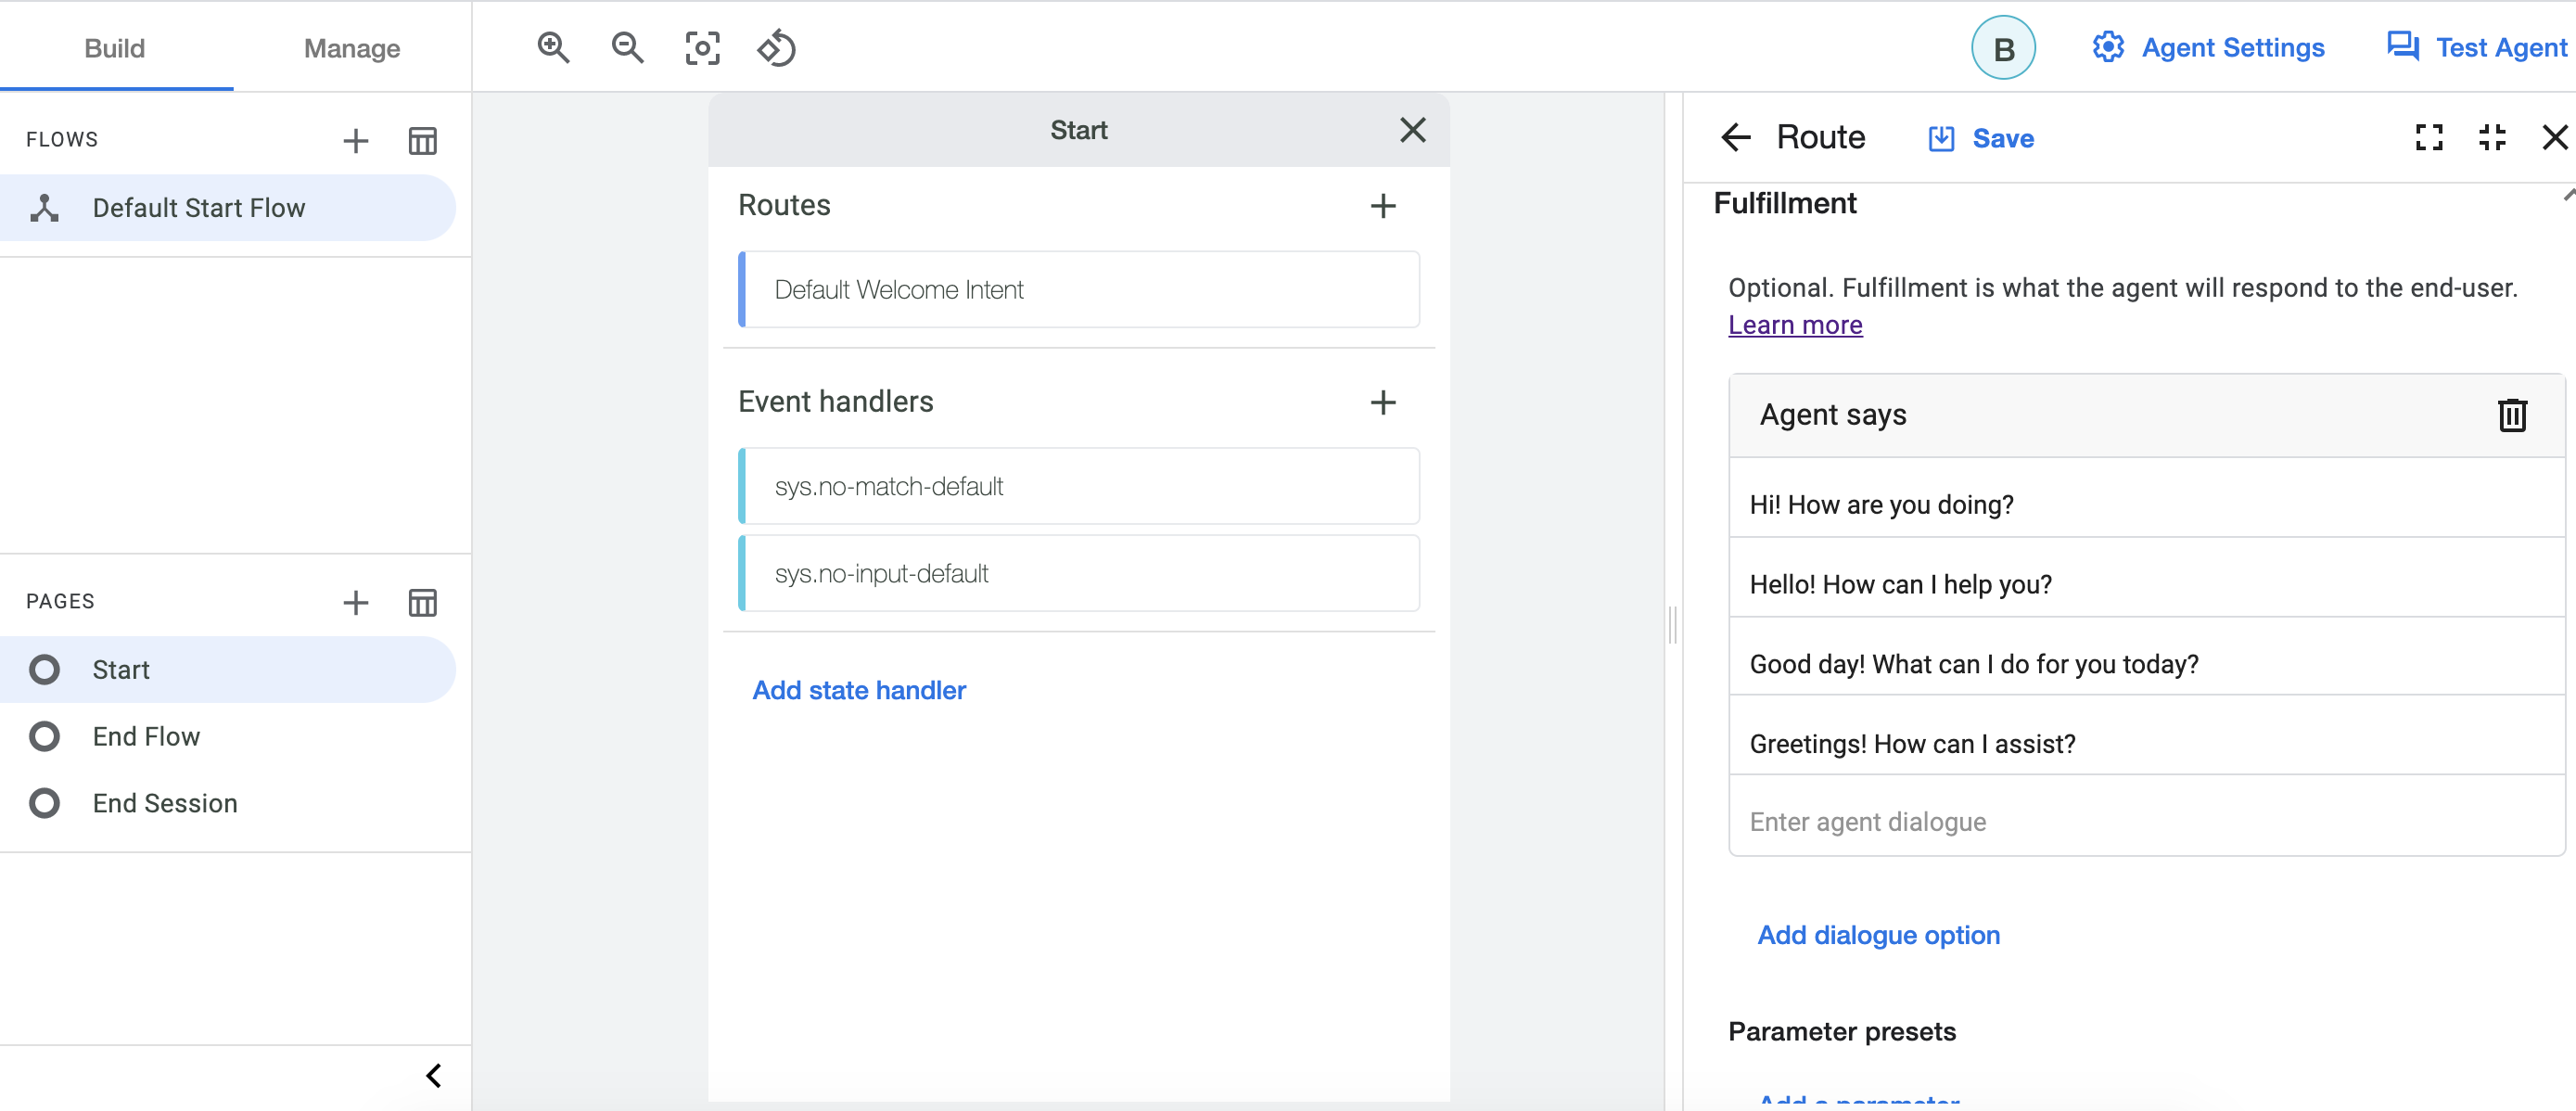 Build
Manage
B
Agent Settings
Test Agent
FLOWS
Default Start Flow
PAGES
Start
End Flow
End Session
Start
Routes
Default Welcome Intent
Event handlers
sys.no-match-default
sys.no-input-default
Add state handler
Route
Save
Fulfillment
Optional. Fulfillment is what the agent will respond to the end-user.
Learn more
Agent says
Hi! How are you doing?
Hello! How can I help you?
Good day! What can I do for you today?
Greetings! How can I assist?
Enter agent dialogue
Add dialogue option
Parameter presets
Add a parameter